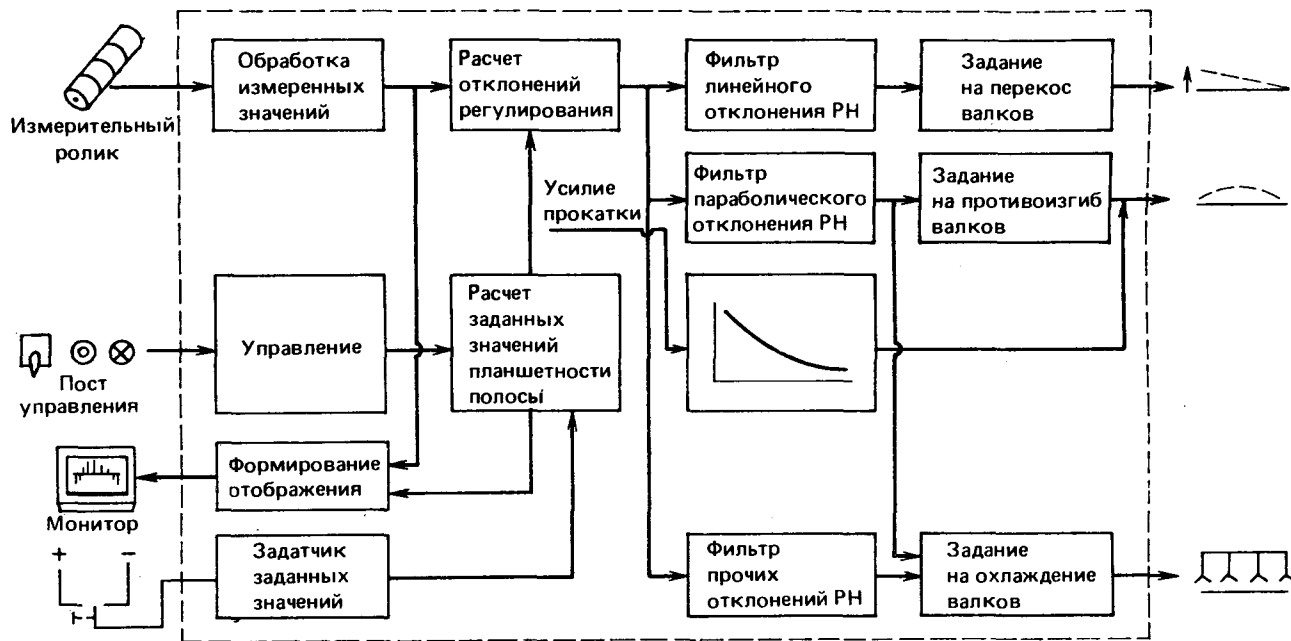 Измерительный
ролик
Обработка
измеренных
значений
Расчет
отклонений
регулирования
Фильтр
линейного
отклонения РН
Задание
на перекос
валков
Усилие
прокатки
Фильтр
параболического
отклонения РН
Задание
на противоизгиб
валков
Пост
управления
Управление
Расчет
заданных
значений
планшетности
полосы
Монитор
+ −
Формирование
отображения
Задатчик
заданных
значений
Фильтр
прочих
отклонений РН
Задание
на охлаждение
валков